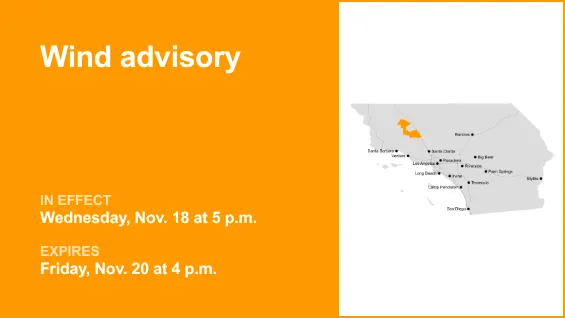 Wind advisory
IN EFFECT
Wednesday, Nov. 18 at 5 p.m.
EXPIRES
Friday, Nov. 20 at 4 p.m.
Barstow
Santa Barbara
Ventura
Santa Clarita
Los Angeles
Pasadena
Big Bear
Riverside
Long Beach
Irvine
Palm Springs
Blythe
Temecula
Camp Pendleton
San Diego